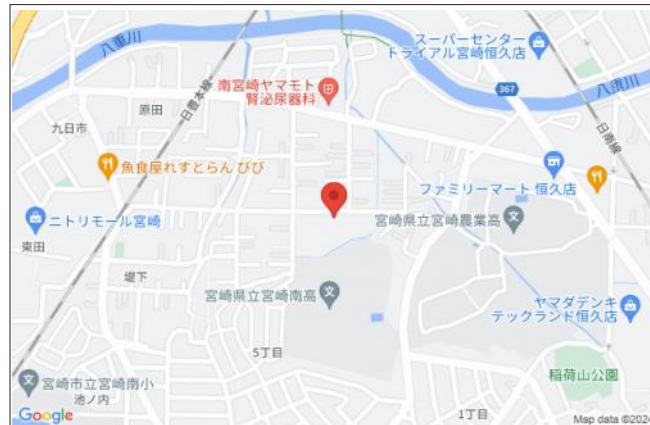 スーパーセンター
トライアル宮崎恒久店
八重川
南宮崎ヤマモト
腎泌尿器科
367
八重川
原田
日豊本線
日南線
九日市
魚食屋れすとらん びび
ファミリーマート 恒久店
ニトリモール宮崎
宮崎県立宮崎農業高
東田
堤下
宮崎県立宮崎南高
ヤマダデンキ
テックランド恒久店
5丁目
稲荷山公園
宮崎市立宮崎南小
池ノ内
1丁目
Google
Map data ©2024